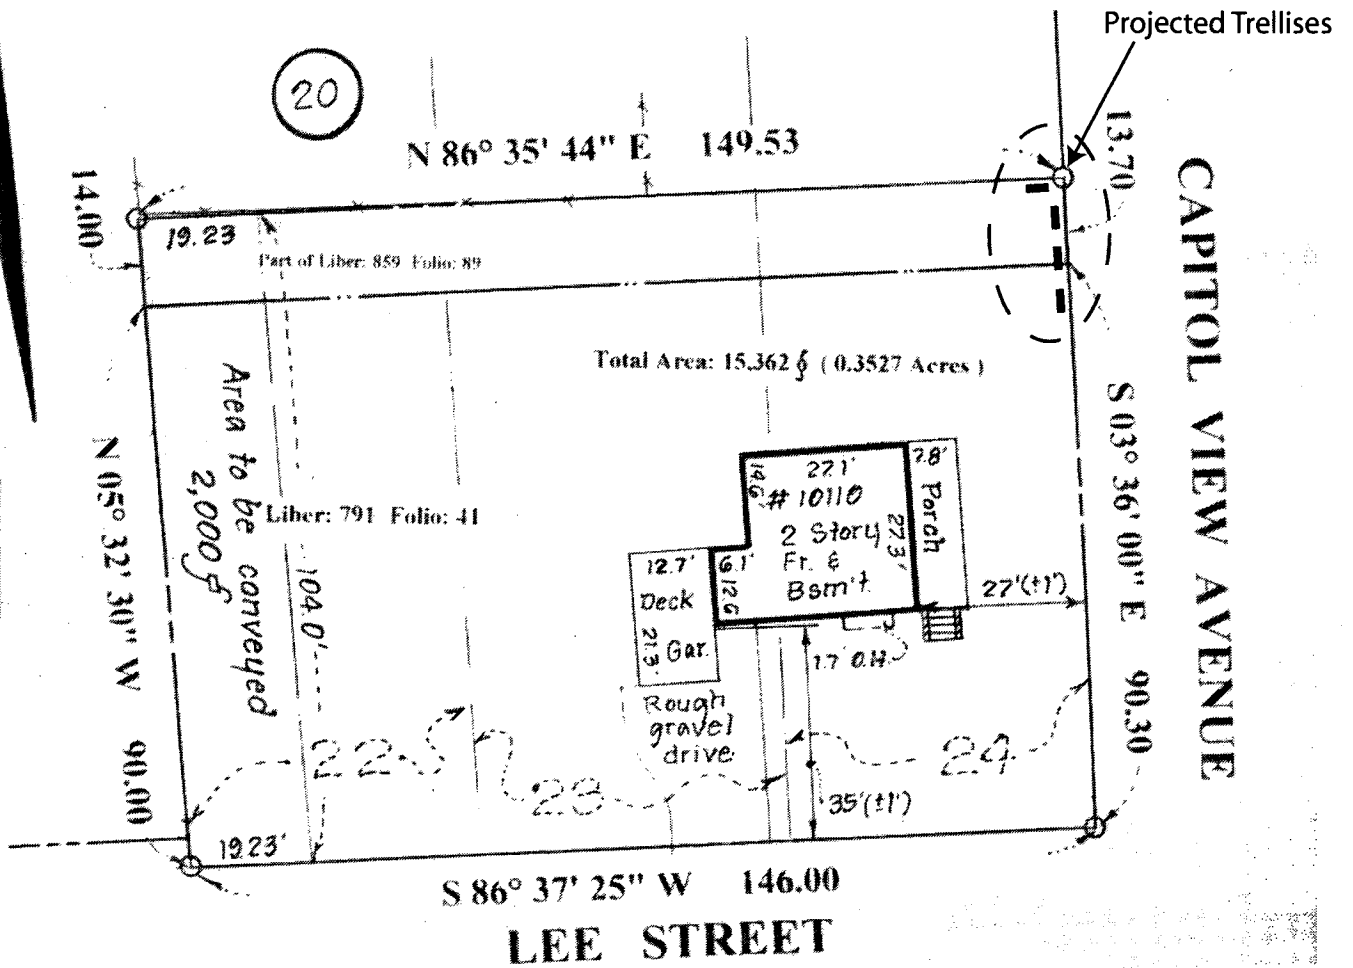 Projected Trellises
20
N 86° 35' 44" E 149.53
13.70
14.00
19.23
Part of Liber: 859 Folio: 89
CAPITOL VIEW AVENUE
Total Area: 15.362 ( 0.3527 Acres )
S 03° 36' 00" E 90.30
N 05° 32' 30" W 90.00
Area to be conveyed
2,000
Liber: 791 Folio: 41
104.0'
27.1'
7.8'
14.6'
# 10110
2 Story
Fr. &
Bsm't.
27.3'
Porch
12.7'
6.1'
12.6
Deck
21.3'
Gar.
27'(±1')
1.7' O.H.
Rough
gravel
drive
22
23
24
35'(±1')
19.23'
S 86° 37' 25" W 146.00
LEE STREET